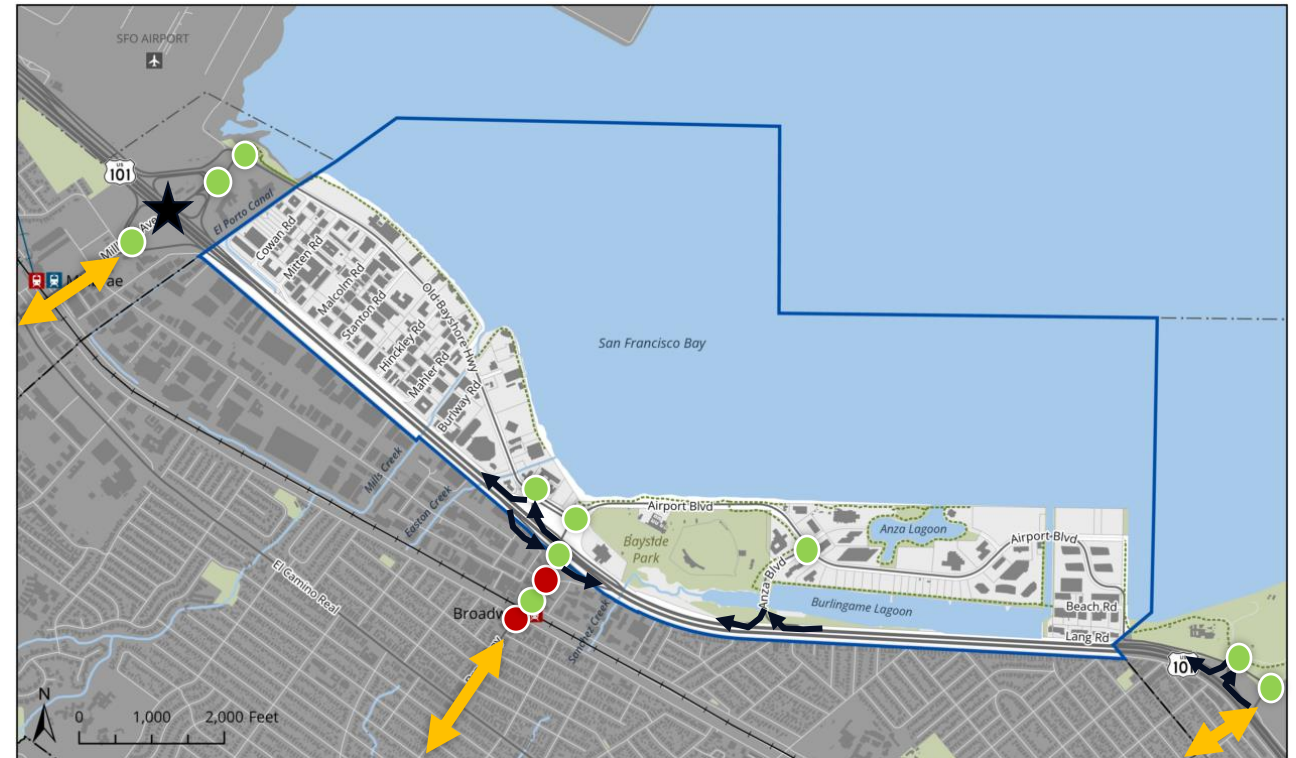 SFO AIRPORT
US
101
El Porto Canal
Cowan Rd
Mitten Rd
Malcolm Rd
Stanton Rd
Hinckley Rd
Mahler Rd
Burlway Rd
Old Bayshore Hwy
San Francisco Bay
Mills Creek
Easton Creek
El Camino Real
Airport Blvd
Bayside
Park
Anza Blvd
Anza Lagoon
Airport Blvd
Burlingame Lagoon
Beach Rd
Lang Rd
Sanchez Creek
US
N
0 1,000 2,000 Feet